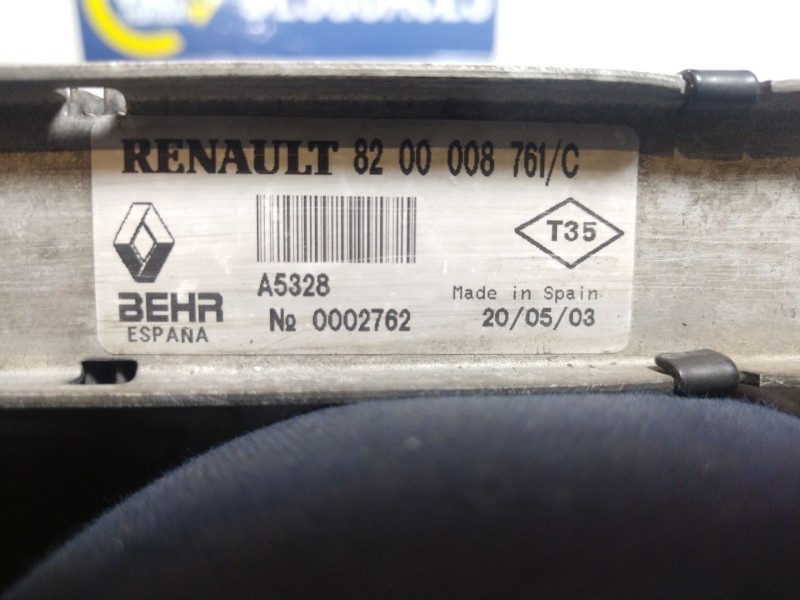 RENAULT 82 00 008 761/C
T35
A5328
Made in Spain
BEHR
Nº 0002762
20/05/03
ESPAÑA